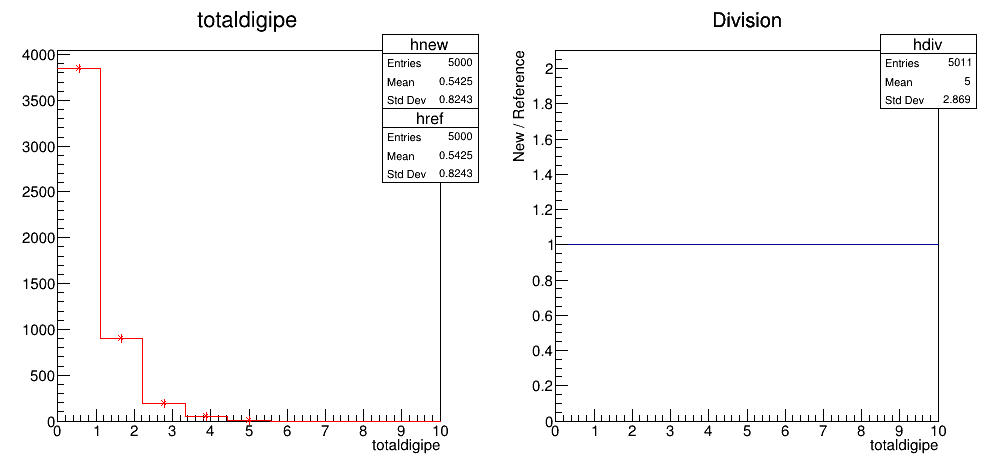 totaldigipe
hnew
Entries 5000
Mean 0.5425
Std Dev 0.8243
href
Entries 5000
Mean 0.5425
Std Dev 0.8243
4000
3500
3000
2500
2000
1500
1000
500
0
0 1 2 3 4 5 6 7 8 9 10
totaldigipe
Division
hdiv
Entries 5011
Mean 5
Std Dev 2.869
New / Reference
2
1.8
1.6
1.4
1.2
1
0.8
0.6
0.4
0.2
0
0 1 2 3 4 5 6 7 8 9 10
totaldigipe